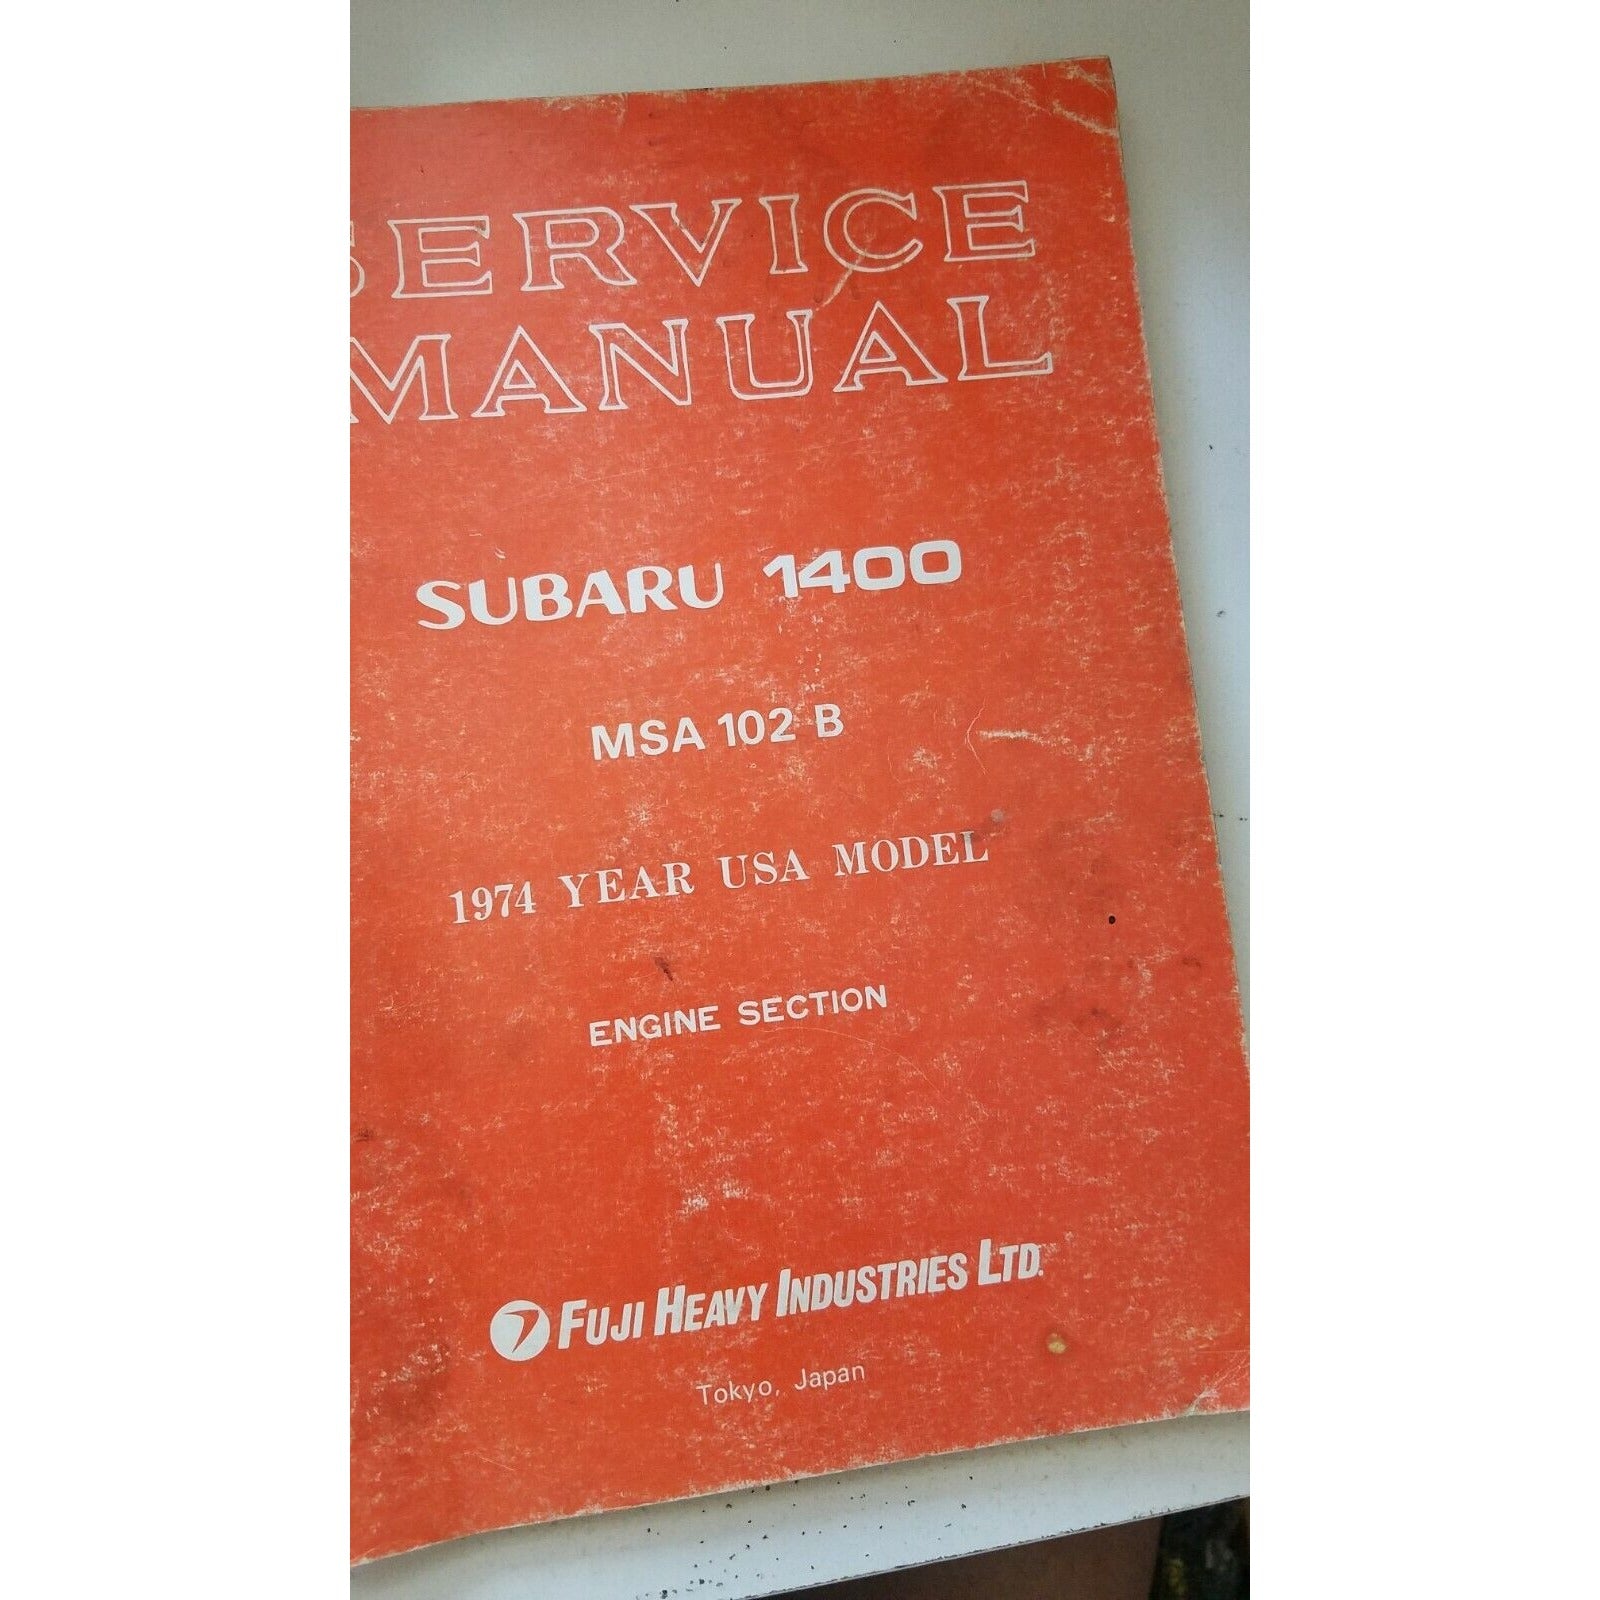 SERVICE
MANUAL
SUBARU 1400
MSA 102 B
1974 YEAR USA MODEL
ENGINE SECTION
FUJI HEAVY INDUSTRIES LTD.
Tokyo, Japan